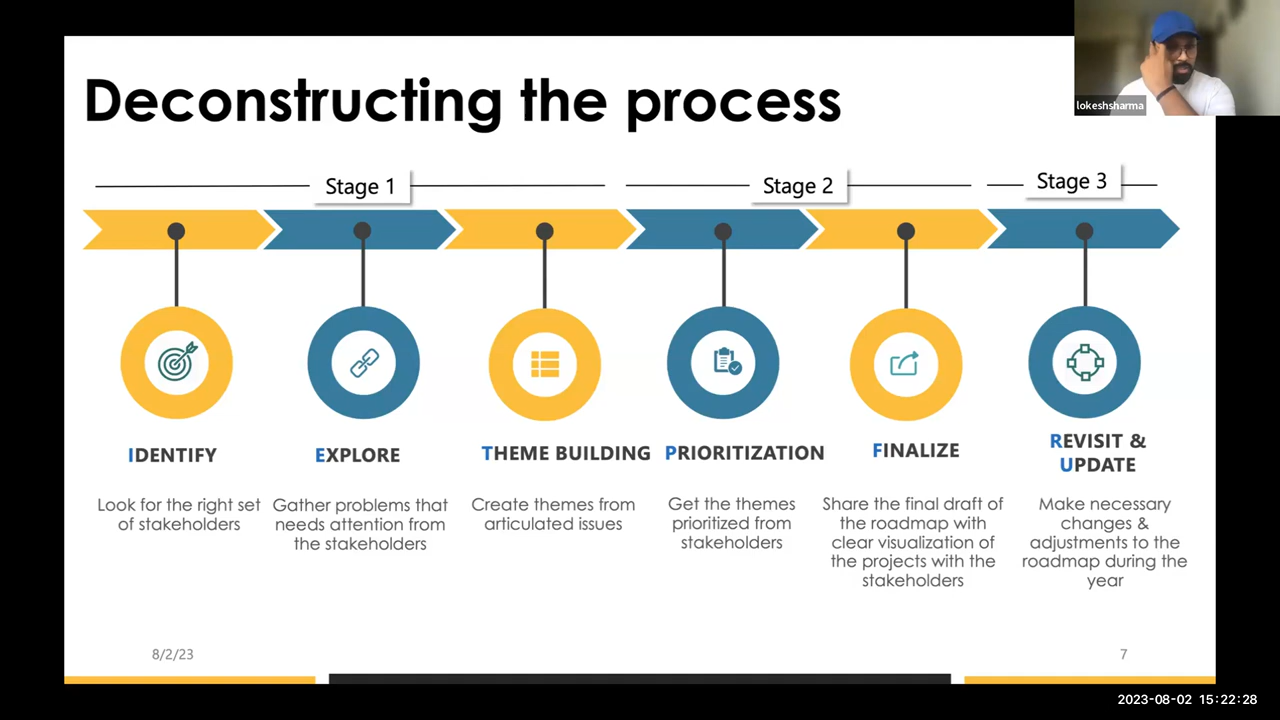 Deconstructing the process
lokeshsharma
Stage 1
Stage 2
Stage 3
IDENTIFY
Look for the right set
of stakeholders
EXPLORE
Gather problems that
needs attention from
the stakeholders
THEME BUILDING
Create themes from
articulated issues
PRIORITIZATION
Get the themes
prioritized from
stakeholders
FINALIZE
Share the final draft of
the roadmap with
clear visualization of
the projects with the
stakeholders
REVISIT &
UPDATE
Make necessary
changes &
adjustments to the
roadmap during the
year
8/2/23
7
2023-08-02 15:22:28